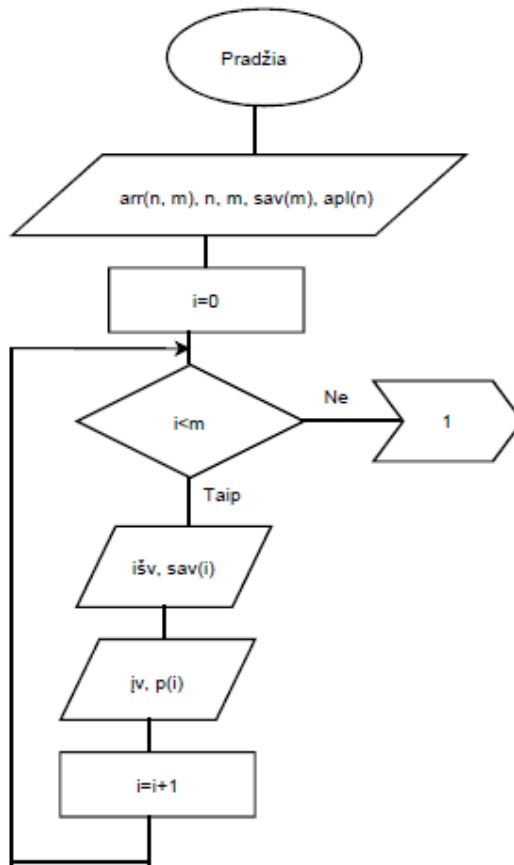 Pradžia
arr(n, m), n, m, sav(m), apl(n)
i=0
i<m
Ne
1
Taip
išv, sav(i)
įv, p(i)
i=i+1